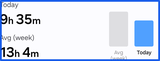 Today
9h 35m
Avg (week)
13h 4m
Avg
(week)
Today